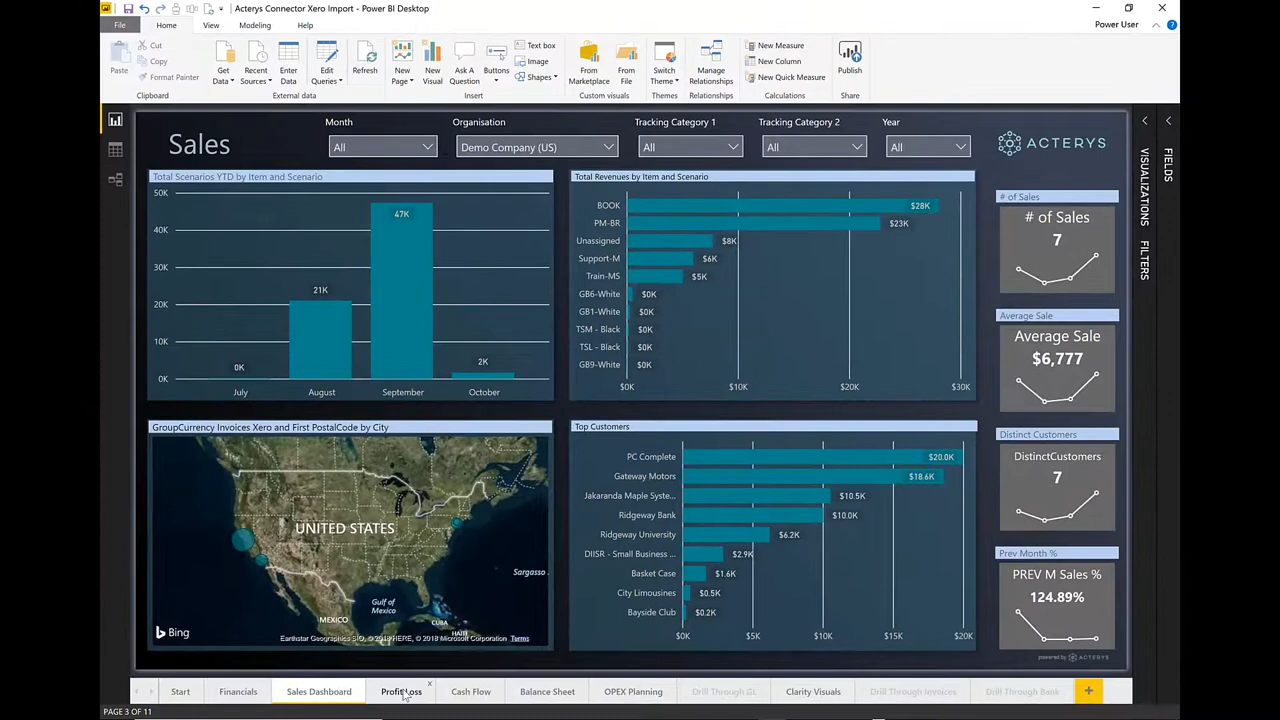 Acterys Connector Xero Import - Power BI Desktop
File
Home
View
Modeling
Help
Power User
Paste
Cut
Copy
Format Painter
Clipboard
Get
Data
Recent
Sources
Enter
Data
Edit
Queries
Refresh
External data
New
Page
New
Visual
Ask A
Question
Buttons
Text box
Image
Shapes
Insert
From
Marketplace
From
File
Custom visuals
Switch
Theme
Themes
Manage
Relationships
Relationships
New Measure
New Column
New Quick Measure
Calculations
Publish
Share
Sales
Month
All
Organisation
Demo Company (US)
Tracking Category 1
All
Tracking Category 2
All
Year
All
ACTERYS
VISUALIZATIONS
FILTERS
FIELDS
Total Scenarios YTD by Item and Scenario
50K
40K
30K
20K
10K
0K
0K
21K
47K
2K
July
August
September
October
Total Revenues by Item and Scenario
BOOK $28K
PM-BR $23K
Unassigned $8K
Support-M $6K
Train-MS $5K
GB6-White $0K
GB1-White $0K
TSM - Black $0K
TSL - Black $0K
GB9-White $0K
$0K $10K $20K $30K
# of Sales
# of Sales
7
Average Sale
Average Sale
$6,777
Distinct Customers
DistinctCustomers
7
Prev Month %
PREV M Sales %
124.89%
GroupCurrency Invoices Xero and First PostalCode by City
UNITED STATES
Sargasso
Gulf of
Mexico
MEXICO
CUBA
HAITI
Bing
Earthstar Geographics SIO, © 2018 HERE, © 2018 Microsoft Corporation Terms
Top Customers
PC Complete $20.0K
Gateway Motors $18.6K
Jakaranda Maple Syste... $10.5K
Ridgeway Bank $10.0K
Ridgeway University $6.2K
DIISR - Small Business ... $2.9K
Basket Case $1.6K
City Limousines $0.5K
Bayside Club $0.2K
$0K $5K $10K $15K $20K
powered by ACTERYS
Start
Financials
Sales Dashboard
Cash Flow
Balance Sheet
OPEX Planning
Drill Through GL
Clarity Visuals
Drill Through Invoices
Drill Through Bank
PAGE 3 OF 11